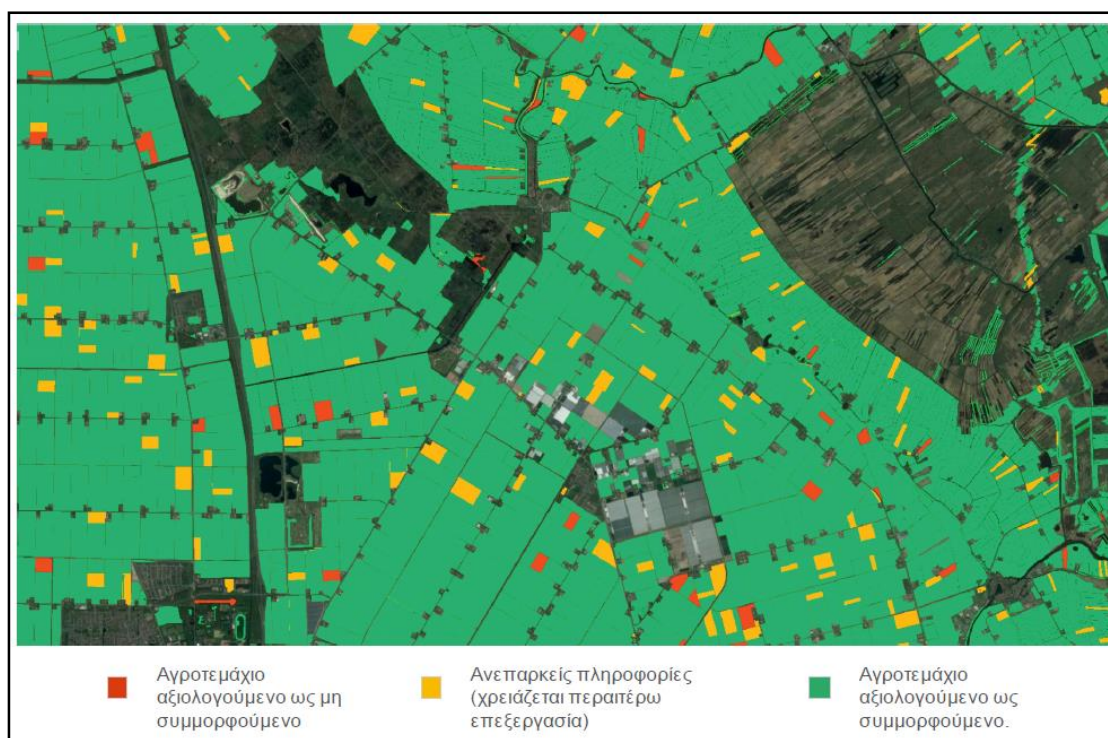 Αγροτεμάχιο
αξιολογούμενο ως μη
συμμορφούμενο
Ανεπαρκείς πληροφορίες
(χρειάζεται περαιτέρω
επεξεργασία)
Αγροτεμάχιο
αξιολογούμενο ως
συμμορφούμενο.